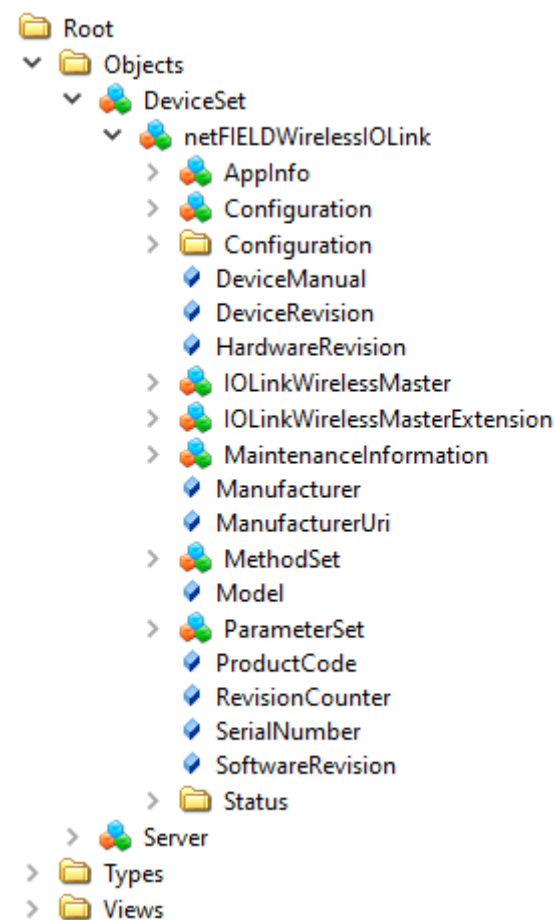 Root
Objects
DeviceSet
netFIELDWirelessIOLink
AppInfo
Configuration
Configuration
DeviceManual
DeviceRevision
HardwareRevision
IOLinkWirelessMaster
IOLinkWirelessMasterExtension
MaintenanceInformation
Manufacturer
ManufacturerUri
MethodSet
Model
ParameterSet
ProductCode
RevisionCounter
SerialNumber
SoftwareRevision
Status
Server
Types
Views